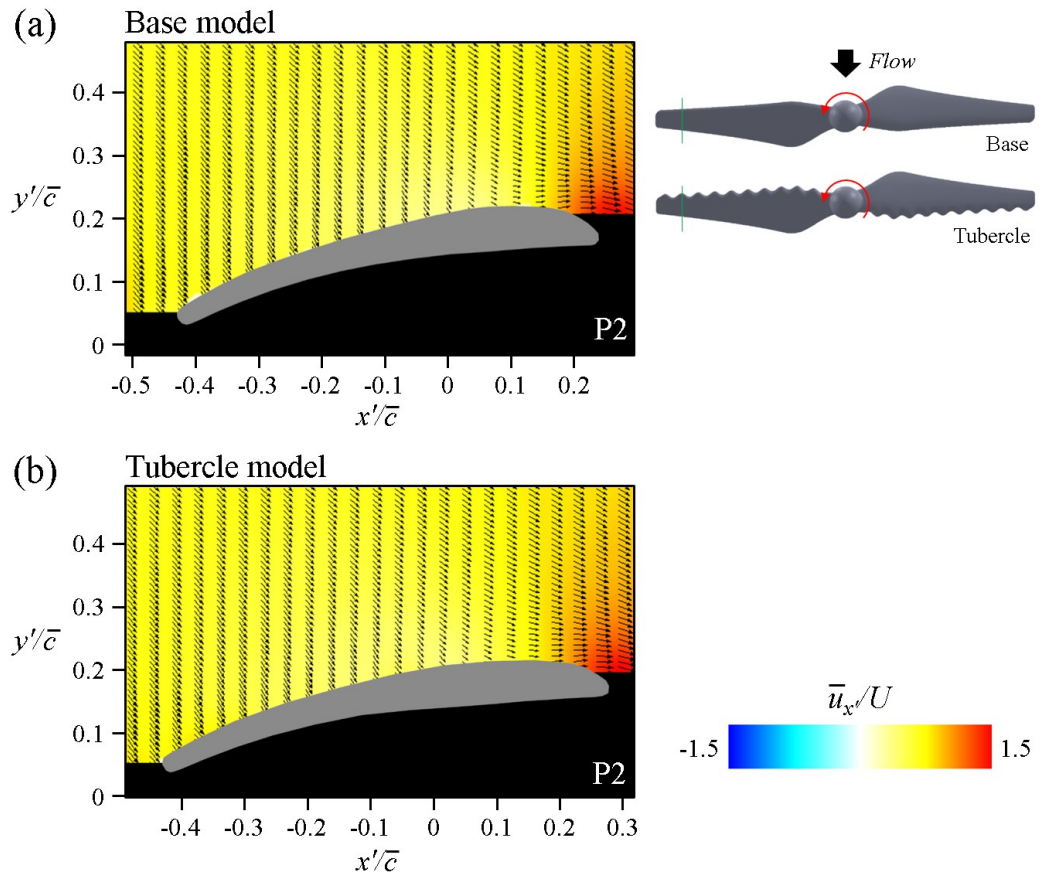 (a) Base model
0.4
0.3
y'/c̅ 0.2
0.1
0
P2
-0.5 -0.4 -0.3 -0.2 -0.1 0 0.1 0.2
x'/c̅
Flow
Base
Tubercle
(b) Tubercle model
0.4
0.3
y'/c̅ 0.2
0.1
0
P2
-0.4 -0.3 -0.2 -0.1 0 0.1 0.2 0.3
x'/c̅
u̅x'/U
-1.5 1.5